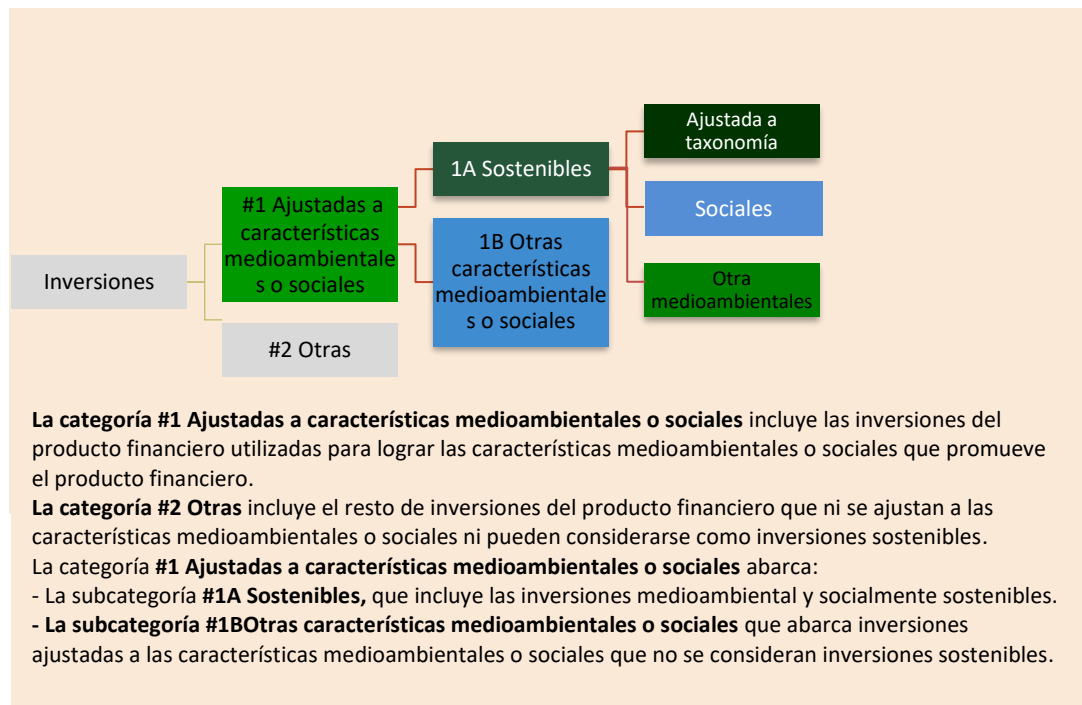 Ajustada a
taxonomía
1A Sostenibles
Sociales
#1 Ajustadas a
características
medioambientale
s o sociales
1B Otras
características
medioambientale
s o sociales
Inversiones
Otra
medioambientales
#2 Otras
La categoría #1 Ajustadas a características medioambientales o sociales incluye las inversiones del
producto financiero utilizadas para lograr las características medioambientales o sociales que promueve
el producto financiero.
La categoría #2 Otras incluye el resto de inversiones del producto financiero que ni se ajustan a las
características medioambientales o sociales ni pueden considerarse como inversiones sostenibles.
La categoría #1 Ajustadas a características medioambientales o sociales abarca:
- La subcategoría #1A Sostenibles, que incluye las inversiones medioambiental y socialmente sostenibles.
- La subcategoría #1BOtras características medioambientales o sociales que abarca inversiones
ajustadas a las características medioambientales o sociales que no se consideran inversiones sostenibles.